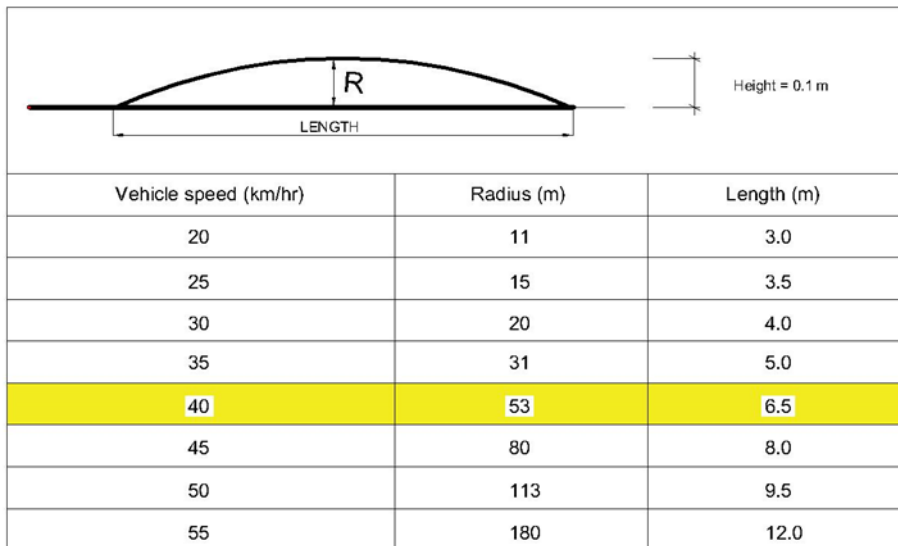 R
Height = 0.1 m
LENGTH
Vehicle speed (km/hr) Radius (m) Length (m)
20 11 3.0
25 15 3.5
30 20 4.0
35 31 5.0
40 53 6.5
45 80 8.0
50 113 9.5
55 180 12.0